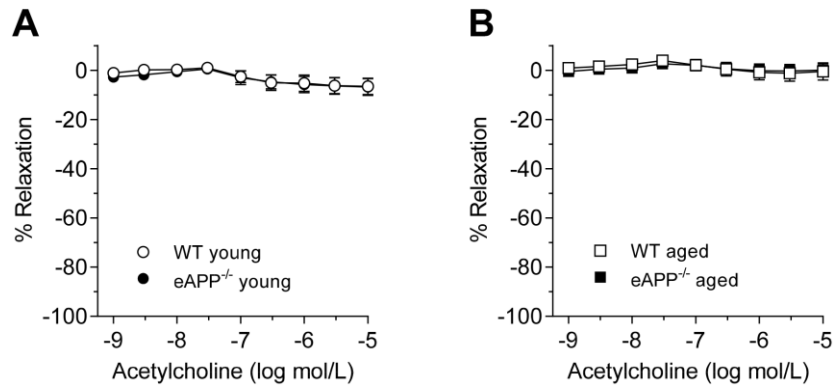 A
% Relaxation
0
-20
-40
-60
-80
-100
WT young
eAPP-/- young
-9 -8 -7 -6 -5
Acetylcholine (log mol/L)
B
% Relaxation
0
-20
-40
-60
-80
-100
WT aged
eAPP-/- aged
-9 -8 -7 -6 -5
Acetylcholine (log mol/L)